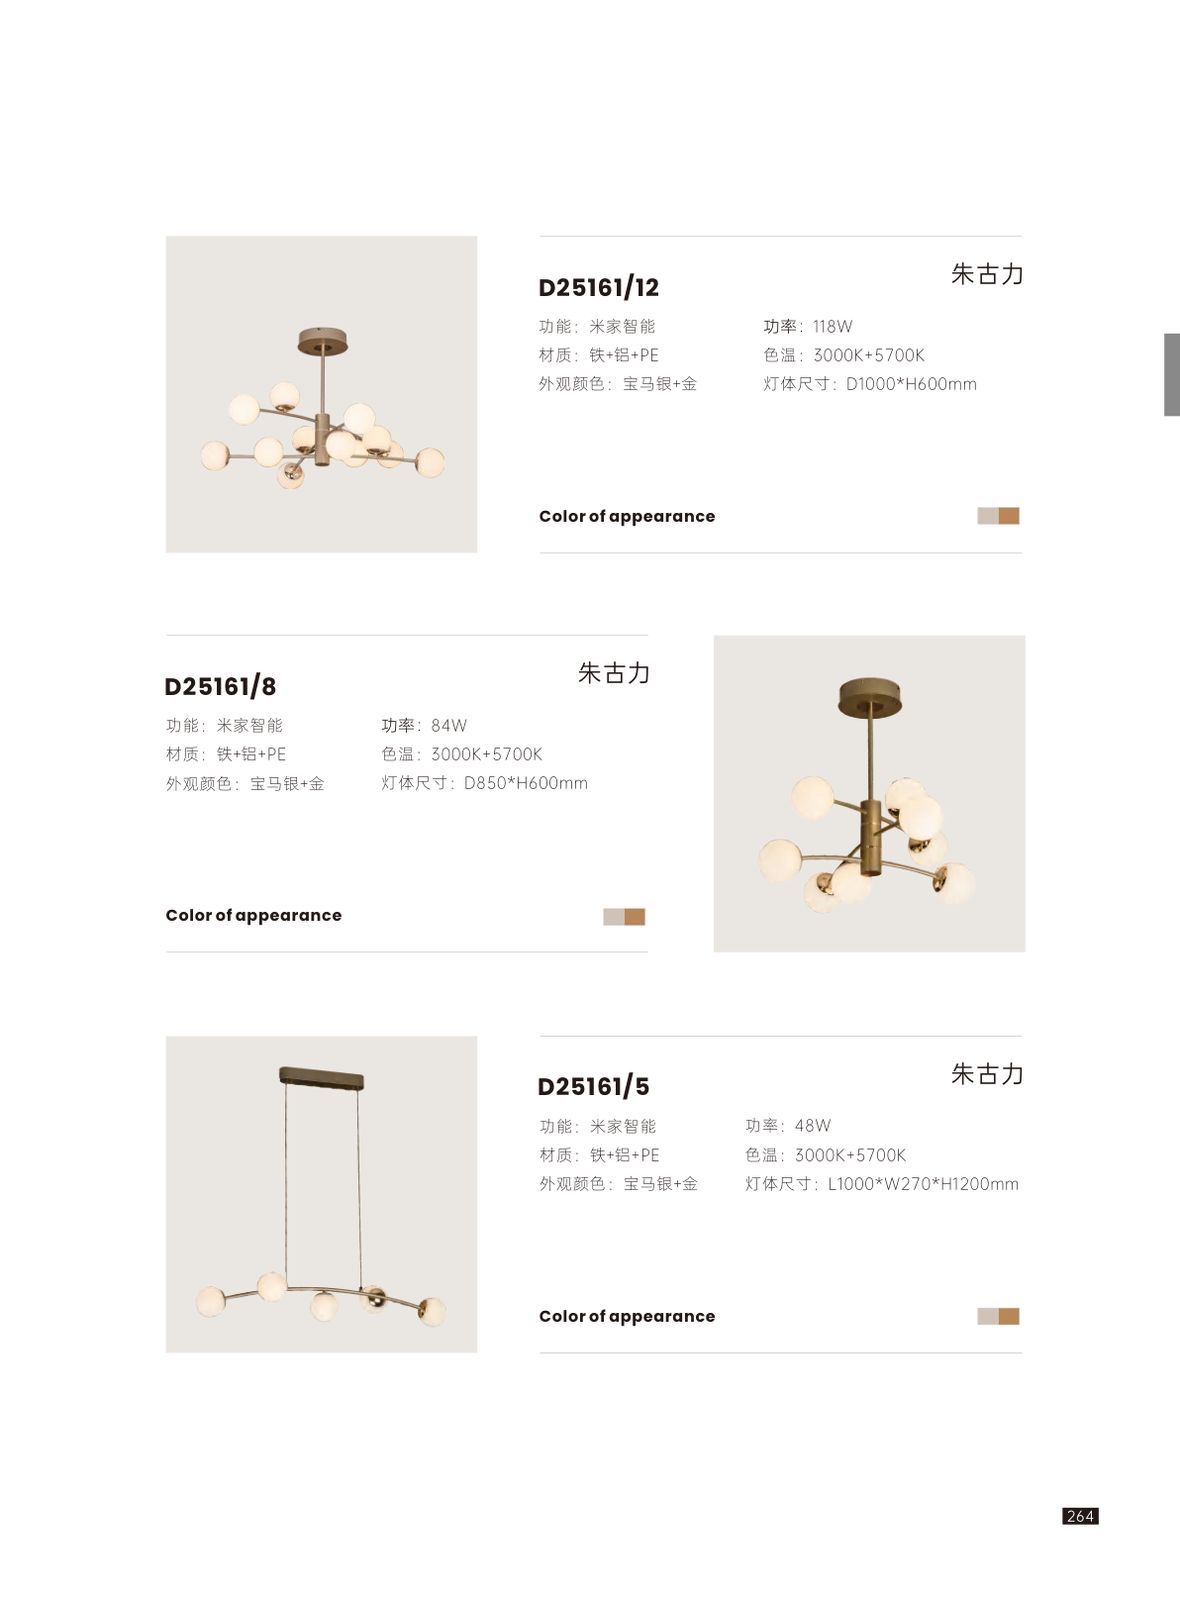 朱古力
D25161/12
功能：米家智能
功率：118W
材质：铁+铝+PE
色温：3000K+5700K
外观颜色：宝马银+金
灯体尺寸：D1000*H600mm
Color of appearance
朱古力
D25161/8
功能：米家智能
功率：84W
材质：铁+铝+PE
色温：3000K+5700K
外观颜色：宝马银+金
灯体尺寸：D850*H600mm
Color of appearance
朱古力
D25161/5
功能：米家智能
功率：48W
材质：铁+铝+PE
色温：3000K+5700K
外观颜色：宝马银+金
灯体尺寸：L1000*W270*H1200mm
Color of appearance
264